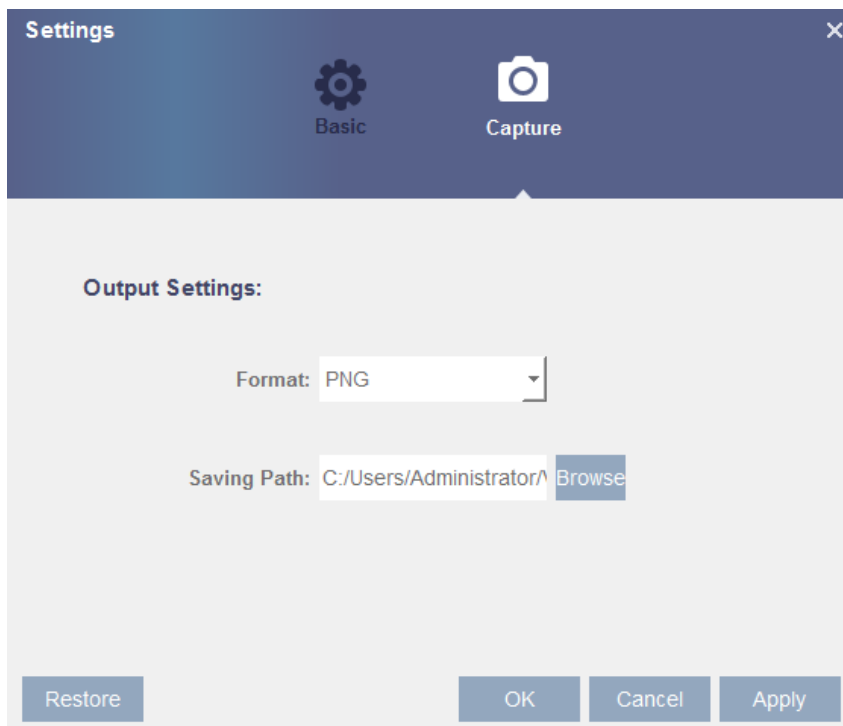 Settings
Basic
Capture
Output Settings:
Format: PNG
Saving Path: C:/Users/Administrator/ Browse
Restore OK Cancel Apply